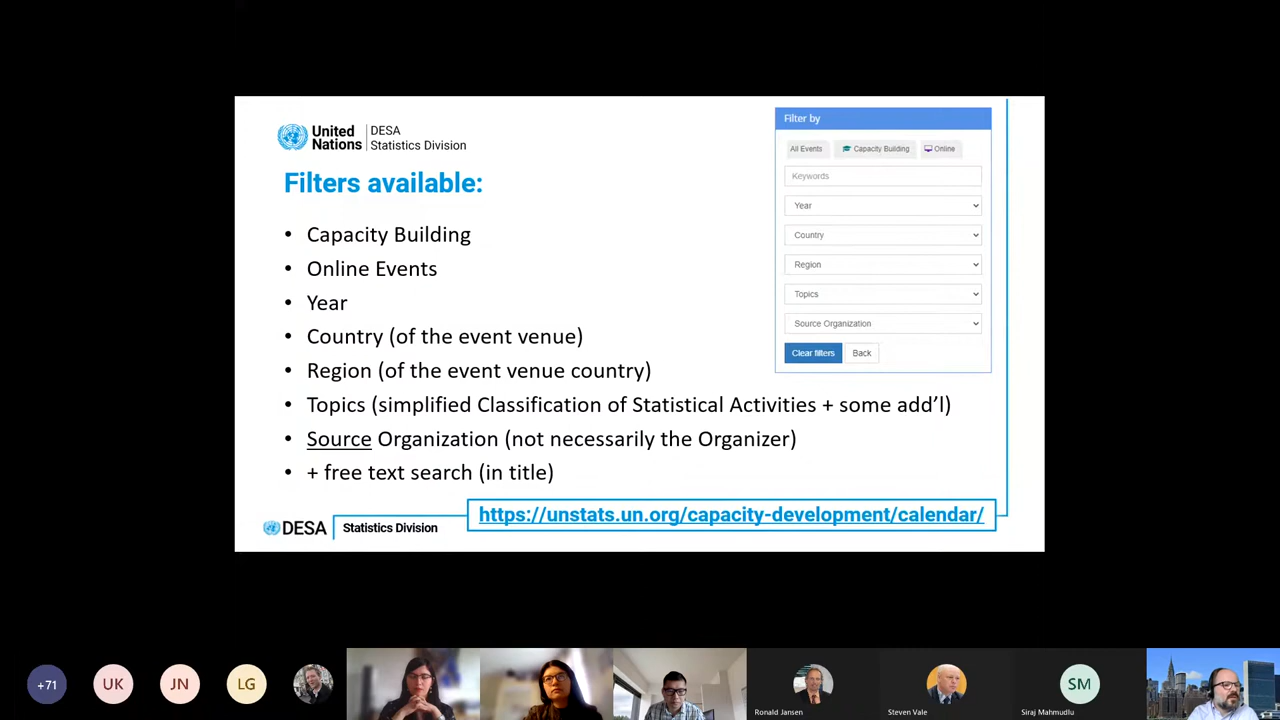 United Nations
DESA
Statistics Division
Filters available:
• Capacity Building
• Online Events
• Year
• Country (of the event venue)
• Region (of the event venue country)
• Topics (simplified Classification of Statistical Activities + some add'l)
• Source Organization (not necessarily the Organizer)
• + free text search (in title)
Filter by
All Events Capacity Building Online
Keywords
Year
Country
Region
Topics
Source Organization
Clear filters Back
https://unstats.un.org/capacity-development/calendar/
DESA Statistics Division
+71 UK JN LG SM
Ronald Jansen Steven Vale Siraj Mahmudlu